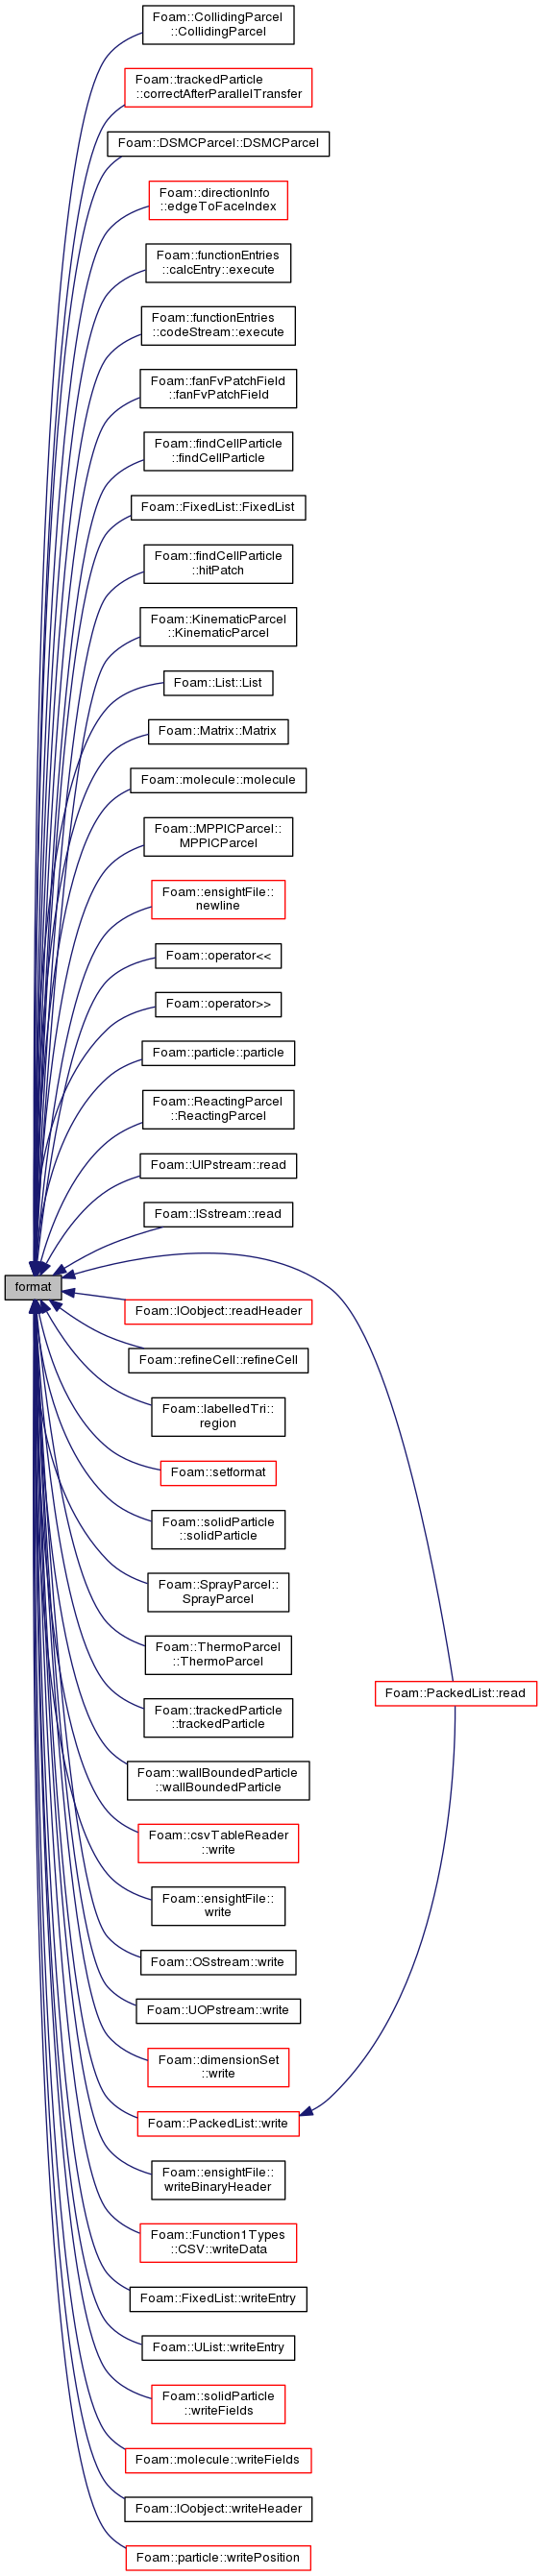 Foam::CollidingParcel
::CollidingParcel
Foam::trackedParticle
::correctAfterParallelTransfer
Foam::DSMCParcel::DSMCParcel
Foam::directionInfo
::edgeToFaceIndex
Foam::functionEntries
::calcEntry::execute
Foam::functionEntries
::codeStream::execute
Foam::fanFvPatchField
::fanFvPatchField
Foam::findCellParticle
::findCellParticle
Foam::FixedList::FixedList
Foam::findCellParticle
::hitPatch
Foam::KinematicParcel
::KinematicParcel
Foam::List::List
Foam::Matrix::Matrix
Foam::molecule::molecule
Foam::MPPICParcel::
MPPICParcel
Foam::ensightFile::
newline
Foam::operator<<
Foam::operator>>
Foam::particle::particle
Foam::ReactingParcel
::ReactingParcel
Foam::UIPstream::read
Foam::ISstream::read
format
Foam::IOobject::readHeader
Foam::refineCell::refineCell
Foam::labelledTri::
region
Foam::setformat
Foam::solidParticle
::solidParticle
Foam::SprayParcel::
SprayParcel
Foam::ThermoParcel
::ThermoParcel
Foam::PackedList::read
Foam::trackedParticle
::trackedParticle
Foam::wallBoundedParticle
::wallBoundedParticle
Foam::csvTableReader
::write
Foam::ensightFile::
write
Foam::OSstream::write
Foam::UOPstream::write
Foam::dimensionSet
::write
Foam::PackedList::write
Foam::ensightFile::
writeBinaryHeader
Foam::Function1Types
::CSV::writeData
Foam::FixedList::writeEntry
Foam::UList::writeEntry
Foam::solidParticle
::writeFields
Foam::molecule::writeFields
Foam::IOobject::writeHeader
Foam::particle::writePosition